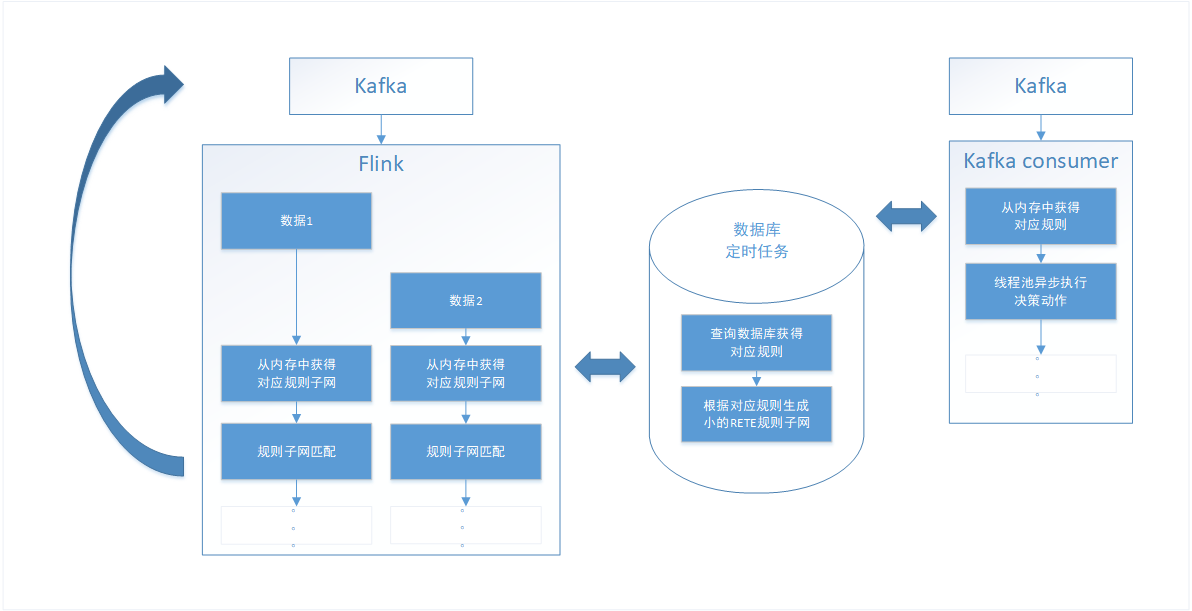 Kafka
Flink
数据1
从内存中获得
对应规则子网
规则子网匹配
数据2
从内存中获得
对应规则子网
规则子网匹配
数据库
定时任务
查询数据库获得
对应规则
根据对应规则生成
小的RETE规则子网
Kafka
Kafka consumer
从内存中获得
对应规则
线程池异步执行
决策动作